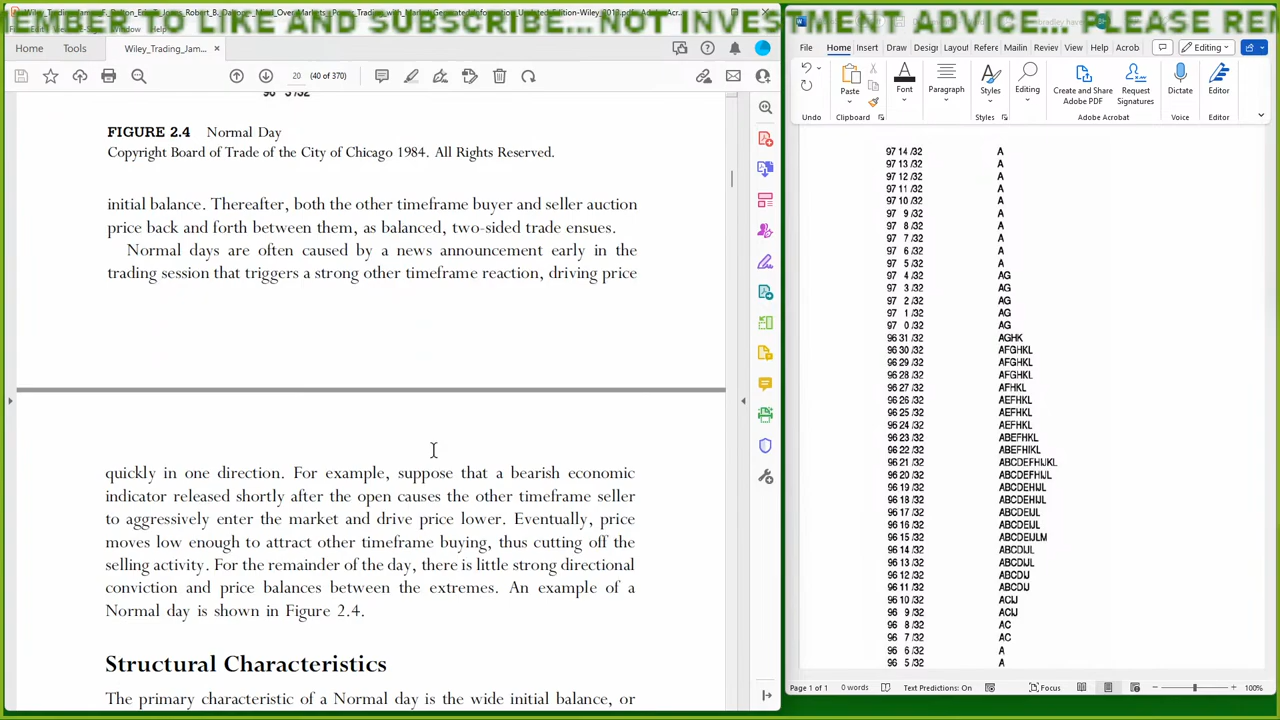 REMEMBER TO LIKE AND SUBSCRIBE... NOT INVESTMENT ADVICE... PLEASE REM
Home Tools Wiley_Trading_Jam... ×
20 (40 of 370)
FIGURE 2.4 Normal Day
Copyright Board of Trade of the City of Chicago 1984. All Rights Reserved.
initial balance. Thereafter, both the other timeframe buyer and seller auction
price back and forth between them, as balanced, two-sided trade ensues.
Normal days are often caused by a news announcement early in the
trading session that triggers a strong other timeframe reaction, driving price
quickly in one direction. For example, suppose that a bearish economic
indicator released shortly after the open causes the other timeframe seller
to aggressively enter the market and drive price lower. Eventually, price
moves low enough to attract other timeframe buying, thus cutting off the
selling activity. For the remainder of the day, there is little strong directional
conviction and price balances between the extremes. An example of a
Normal day is shown in Figure 2.4.
Structural Characteristics
The primary characteristic of a Normal day is the wide initial balance, or
File Home Insert Draw Design Layout Refers Mailin Review View Help Acrob Editing
Paste Font Paragraph Styles Editing Create and Share Adobe PDF Request Signatures Dictate Editor
Undo Clipboard Styles Adobe Acrobat Voice Editor
97 14 /32 A
97 13 /32 A
97 12 /32 A
97 11 /32 A
97 10 /32 A
97 9 /32 A
97 8 /32 A
97 7 /32 A
97 6 /32 A
97 5 /32 A
97 4 /32 AG
97 3 /32 AG
97 2 /32 AG
97 1 /32 AG
97 0 /32 AG
96 31 /32 AGHK
96 30 /32 AFGHKL
96 29 /32 AFGHKL
96 28 /32 AFGHKL
96 27 /32 AFHKL
96 26 /32 AEFHKL
96 25 /32 AEFHKL
96 24 /32 AEFHKL
96 23 /32 ABEFHKL
96 22 /32 ABEFHIKL
96 21 /32 ABCDEFHIJKL
96 20 /32 ABCDEFHIJL
96 19 /32 ABCDEHIJL
96 18 /32 ABCDEHIJL
96 17 /32 ABCDEIJL
96 16 /32 ABCDEIJL
96 15 /32 ABCDEIJLM
96 14 /32 ABCDIJL
96 13 /32 ABCDIJL
96 12 /32 ABCDIJ
96 11 /32 ABCDIJ
96 10 /32 ACIJ
96 9 /32 ACIJ
96 8 /32 AC
96 7 /32 AC
96 6 /32 A
96 5 /32 A
Page 1 of 1 0 words Text Predictions: On Focus 100%